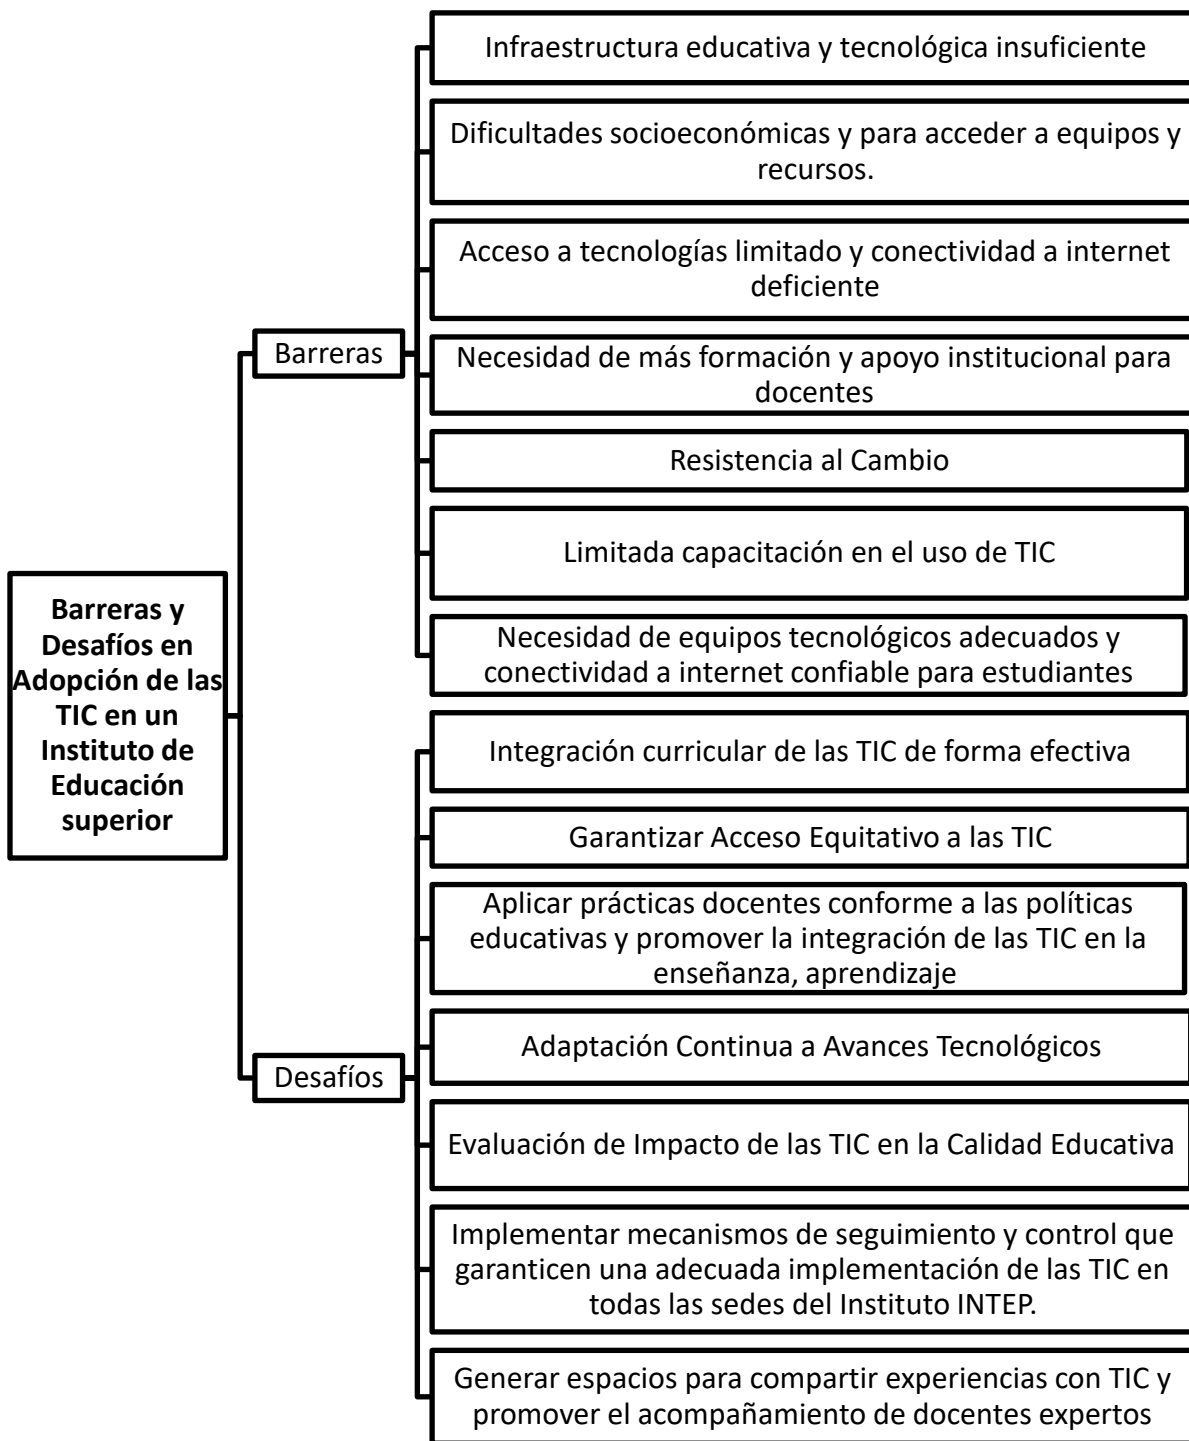 Infraestructura educativa y tecnológica insuficiente
Dificultades socioeconómicas y para acceder a equipos y
recursos.
Acceso a tecnologías limitado y conectividad a internet
deficiente
Barreras
Necesidad de más formación y apoyo institucional para
docentes
Resistencia al Cambio
Limitada capacitación en el uso de TIC
Necesidad de equipos tecnológicos adecuados y
conectividad a internet confiable para estudiantes
Barreras y
Desafíos en
Adopción de las
TIC en un
Instituto de
Educación
superior
Integración curricular de las TIC de forma efectiva
Garantizar Acceso Equitativo a las TIC
Aplicar prácticas docentes conforme a las políticas
educativas y promover la integración de las TIC en la
enseñanza, aprendizaje
Adaptación Continua a Avances Tecnológicos
Desafíos
Evaluación de Impacto de las TIC en la Calidad Educativa
Implementar mecanismos de seguimiento y control que
garanticen una adecuada implementación de las TIC en
todas las sedes del Instituto INTEP.
Generar espacios para compartir experiencias con TIC y
promover el acompañamiento de docentes expertos